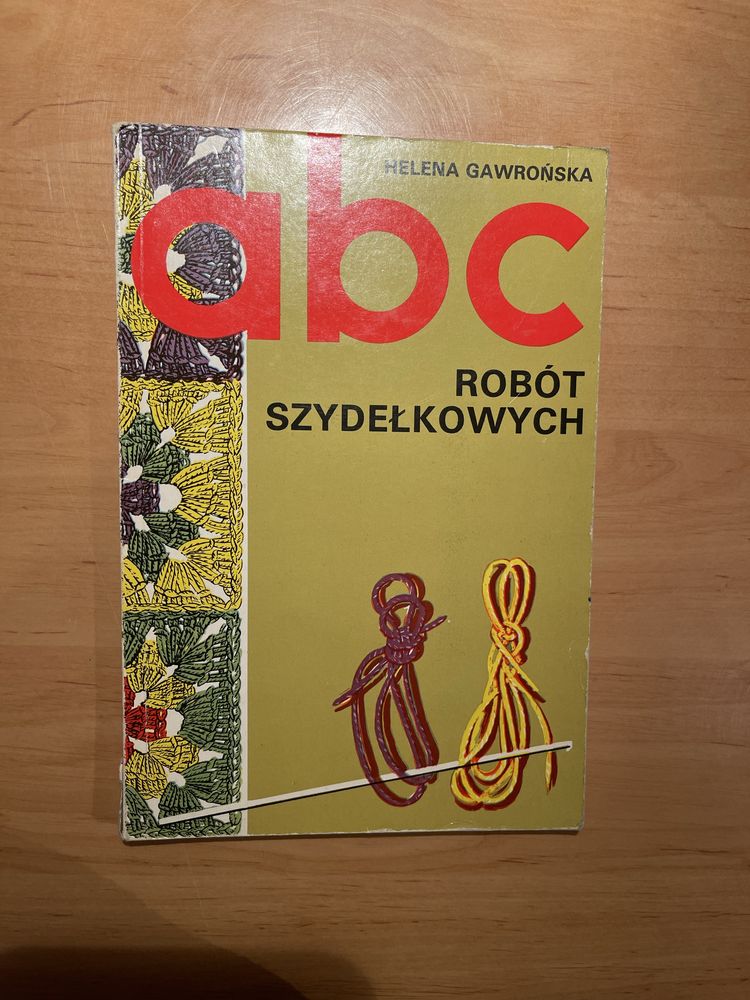 HELENA GAWROŃSKA
abc
ROBÓT
SZYDEŁKOWYCH